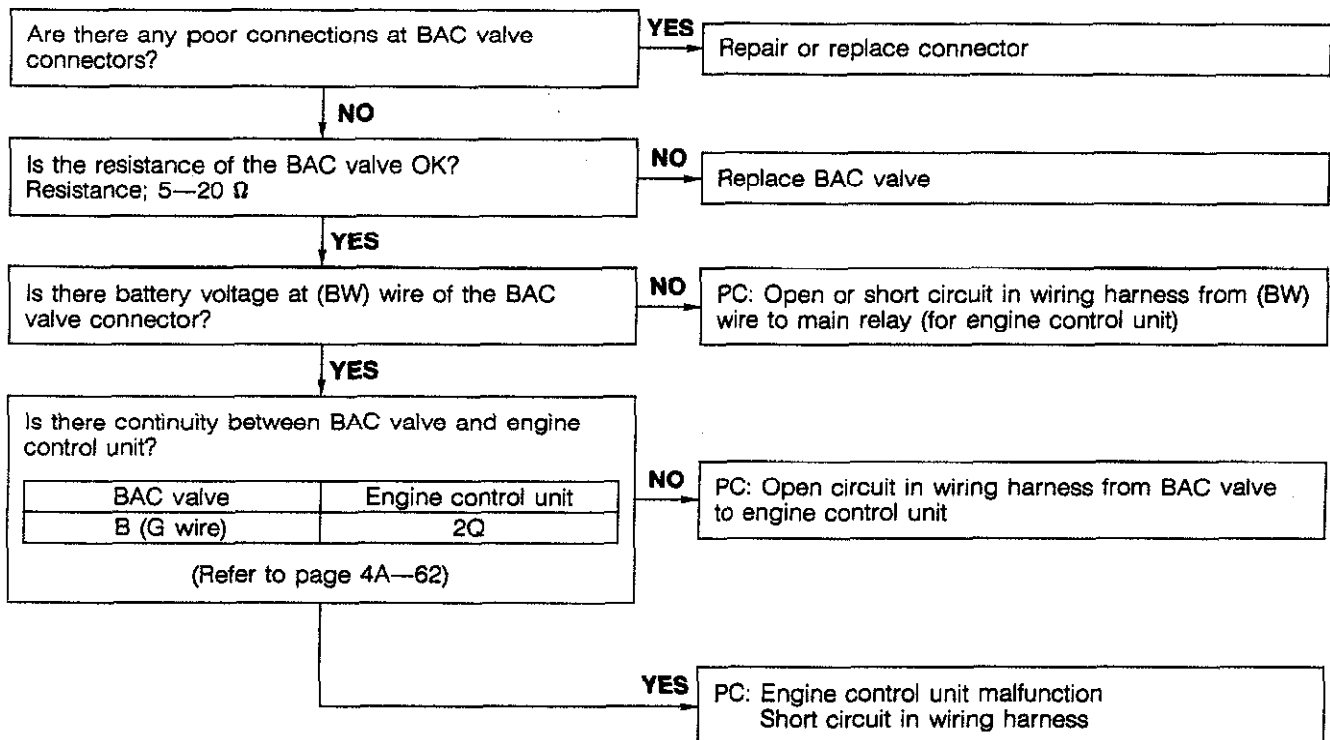 Are there any poor connections at BAC valve
connectors?
YES
Repair or replace connector
NO
Is the resistance of the BAC valve OK?
Resistance; 5—20 Ω
NO
Replace BAC valve
YES
Is there battery voltage at (BW) wire of the BAC
valve connector?
NO
PC: Open or short circuit in wiring harness from (BW)
wire to main relay (for engine control unit)
YES
Is there continuity between BAC valve and engine
control unit?
BAC valve Engine control unit
B (G wire) 2Q
(Refer to page 4A—62)
NO
PC: Open circuit in wiring harness from BAC valve
to engine control unit
YES
PC: Engine control unit malfunction
Short circuit in wiring harness